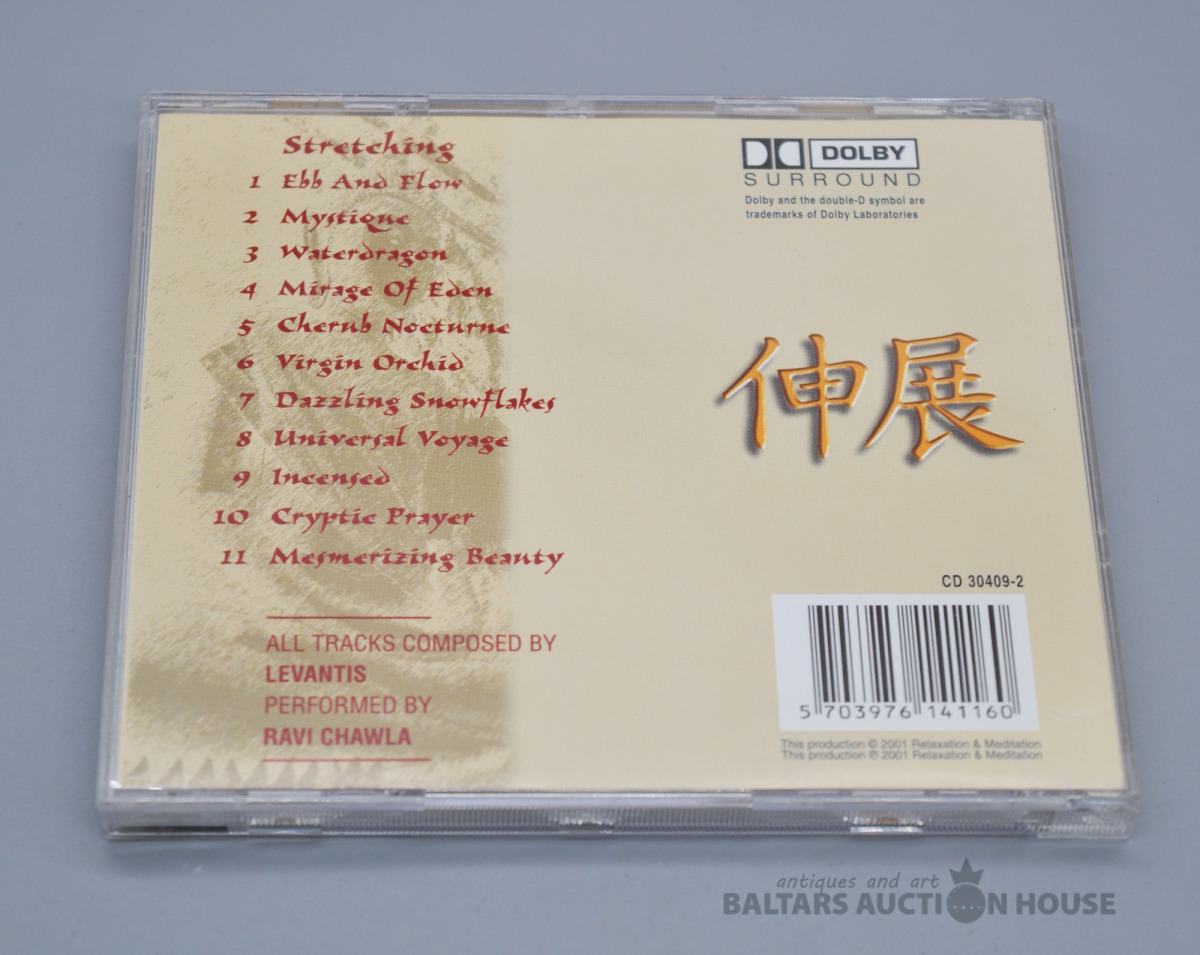 Stretching
1 Ebb And Flow
2 Mystique
3 Waterdragon
4 Mirage Of Eden
5 Cherub Nocturne
6 Virgin Orchid
7 Dazzling Snowflakes
8 Universal Voyage
9 Incensed
10 Cryptic Prayer
11 Mesmerizing Beauty
ALL TRACKS COMPOSED BY
LEVANTIS
PERFORMED BY
RAVI CHAWLA
DOLBY
SURROUND
Dolby and the double-D symbol are
trademarks of Dolby Laboratories
伸展
CD 30409-2
5 703976 141160
This production © 2001 Relaxation & Meditation
This production ℗ 2001 Relaxation & Meditation
antiques and art
BALTARS AUCTION HOUSE